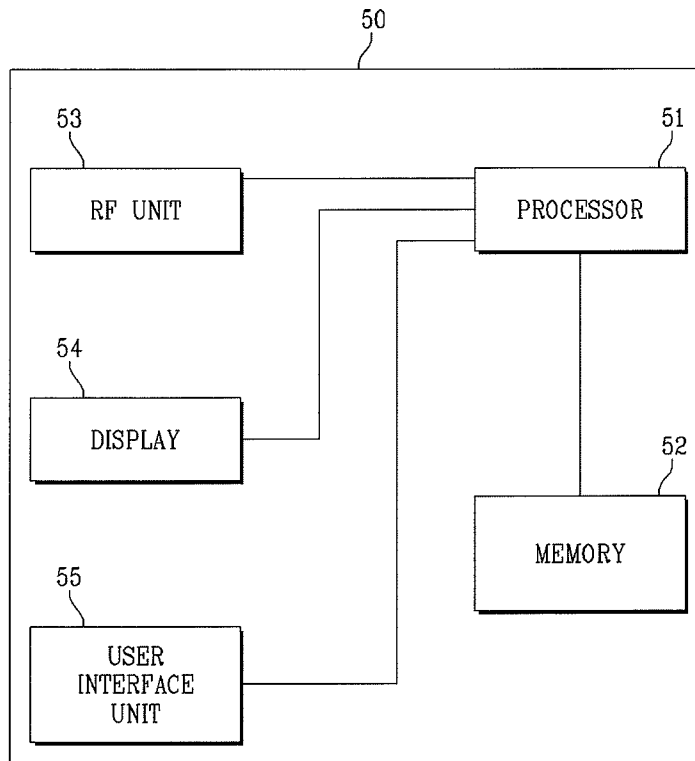 50
53
51
RF UNIT
PROCESSOR
54
DISPLAY
52
MEMORY
55
USER
INTERFACE
UNIT